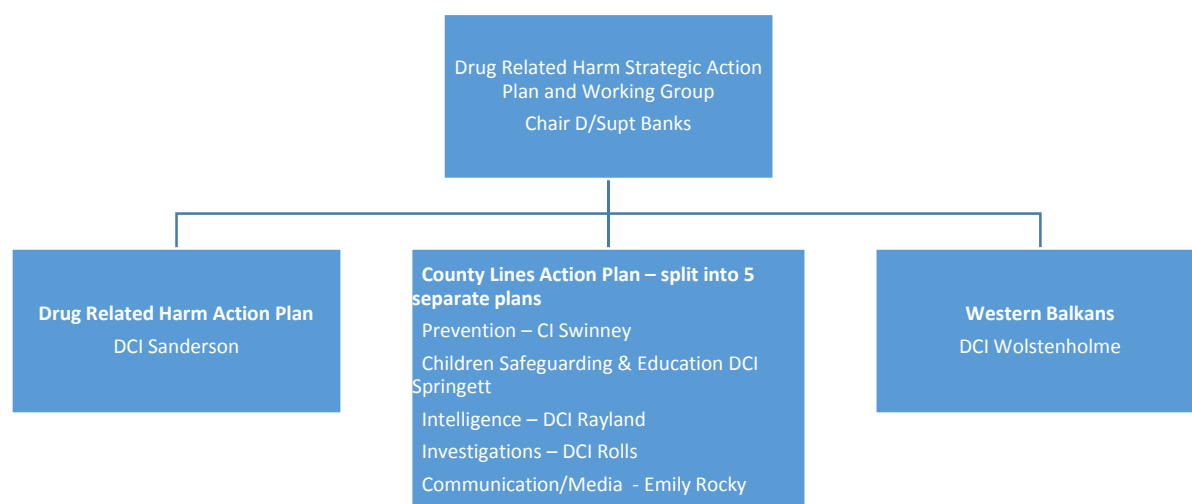 Drug Related Harm Strategic Action
Plan and Working Group
Chair D/Supt Banks
Drug Related Harm Action Plan
DCI Sanderson
County Lines Action Plan – split into 5
separate plans
Prevention – CI Swinney
Children Safeguarding & Education DCI
Springett
Intelligence – DCI Rayland
Investigations – DCI Rolls
Communication/Media - Emily Rocky
Western Balkans
DCI Wolstenholme